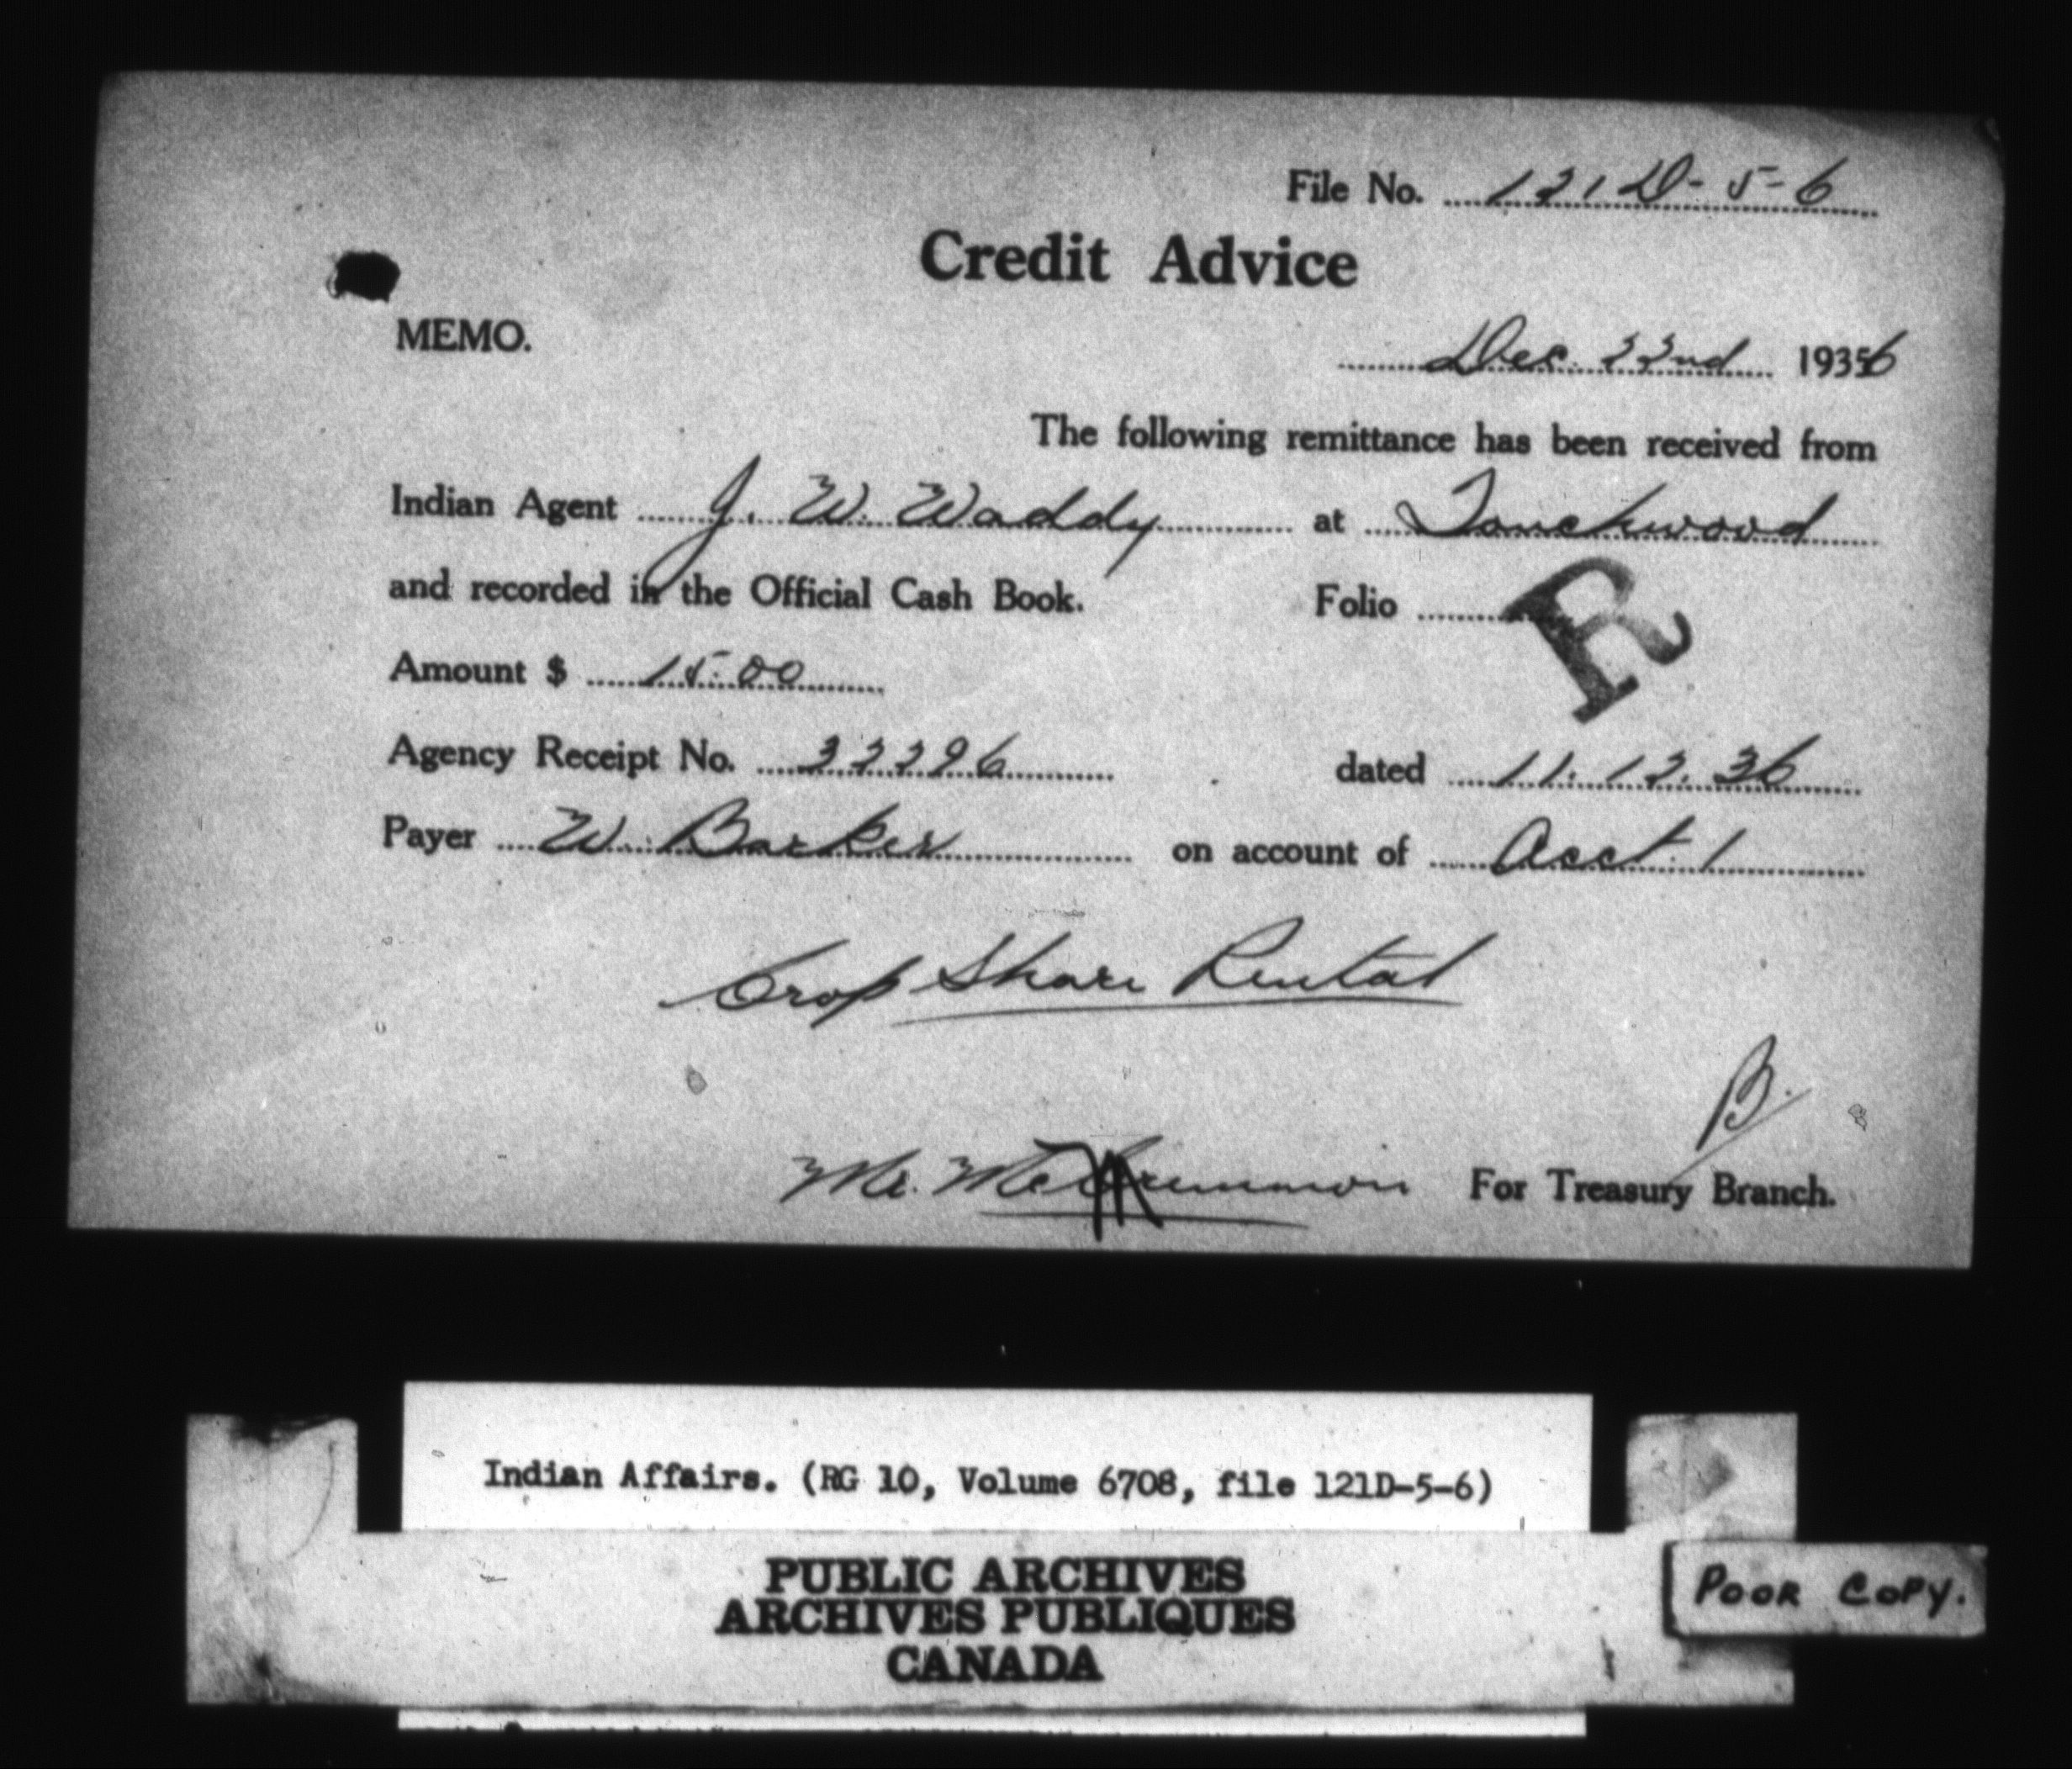 File No. 121D-5-6
Credit Advice
MEMO.
Dec. 22nd 1936
The following remittance has been received from
Indian Agent J. W. Waddy at Touchwood
and recorded in the Official Cash Book. Folio
R
Amount $ 15.00
Agency Receipt No. 32296 dated 11.12.36
Payer W. Barker on account of Acct. 1
Crop Share Rental
B.
Mr. McCrimmon For Treasury Branch.
Indian Affairs. (RG 10, Volume 6708, file 121D-5-6)
PUBLIC ARCHIVES
ARCHIVES PUBLIQUES
CANADA
POOR COPY.